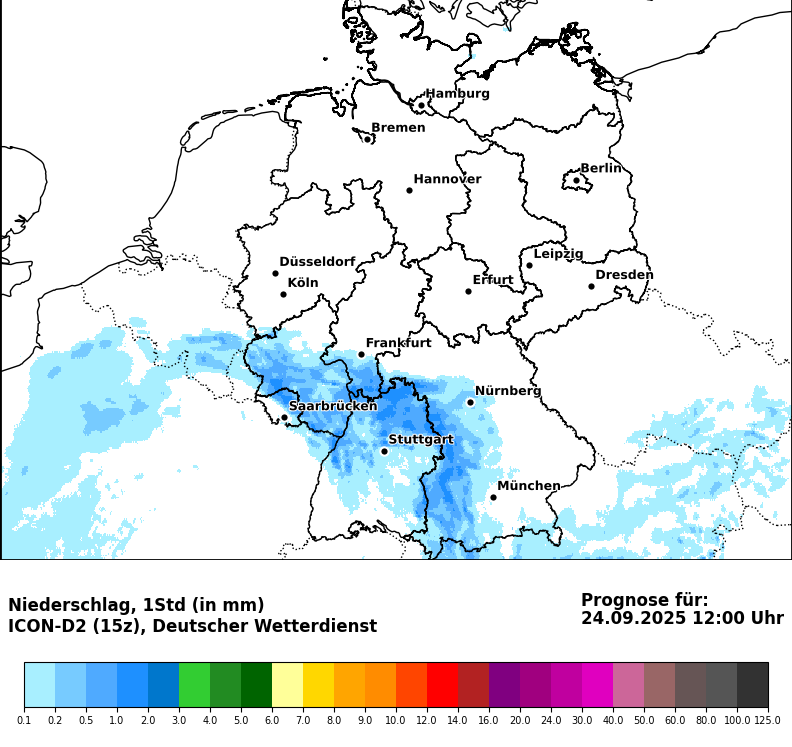 Hamburg
Bremen
Berlin
Hannover
Leipzig
Düsseldorf
Dresden
Erfurt
Köln
Frankfurt
Nürnberg
Saarbrücken
Stuttgart
München
Niederschlag, 1Std (in mm)
ICON-D2 (15z), Deutscher Wetterdienst
Prognose für:
24.09.2025 12:00 Uhr
0.1 0.2 0.5 1.0 2.0 3.0 4.0 5.0 6.0 7.0 8.0 9.0 10.0 12.0 14.0 16.0 20.0 24.0 30.0 40.0 50.0 60.0 80.0 100.0 125.0